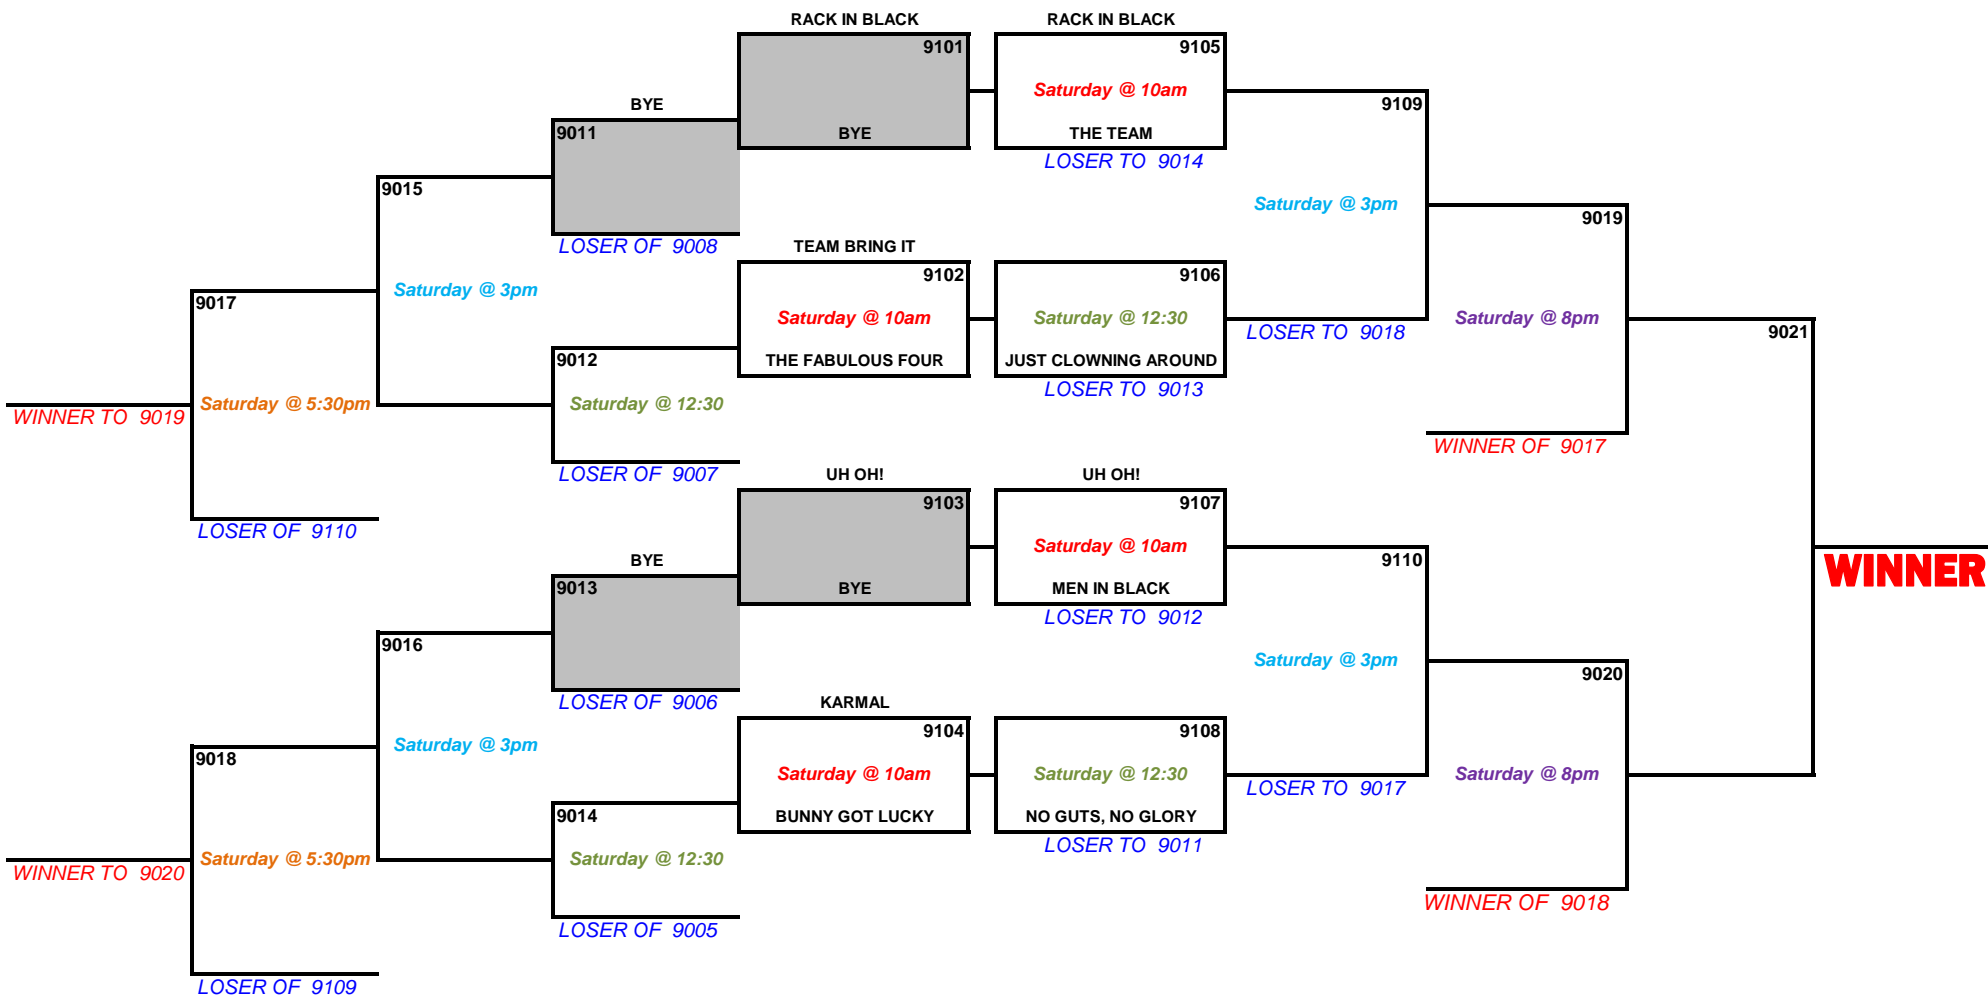 RACK IN BLACK
RACK IN BLACK
9101
9105
Saturday @ 10am
BYE
9109
9011
BYE
THE TEAM
LOSER TO 9014
9015
Saturday @ 3pm
9019
LOSER OF 9008
TEAM BRING IT
9102
9106
Saturday @ 3pm
9017
Saturday @ 10am
Saturday @ 12:30
LOSER TO 9018
Saturday @ 8pm
9021
9012
THE FABULOUS FOUR
JUST CLOWNING AROUND
LOSER TO 9013
Saturday @ 5:30pm
Saturday @ 12:30
WINNER TO 9019
WINNER OF 9017
LOSER OF 9007
UH OH!
UH OH!
9103
9107
LOSER OF 9110
Saturday @ 10am
BYE
9110
WINNER
9013
BYE
MEN IN BLACK
LOSER TO 9012
9016
Saturday @ 3pm
9020
LOSER OF 9006
KARMAL
9104
9108
Saturday @ 3pm
9018
Saturday @ 10am
Saturday @ 12:30
LOSER TO 9017
Saturday @ 8pm
9014
BUNNY GOT LUCKY
NO GUTS, NO GLORY
LOSER TO 9011
Saturday @ 5:30pm
Saturday @ 12:30
WINNER TO 9020
WINNER OF 9018
LOSER OF 9005
LOSER OF 9109